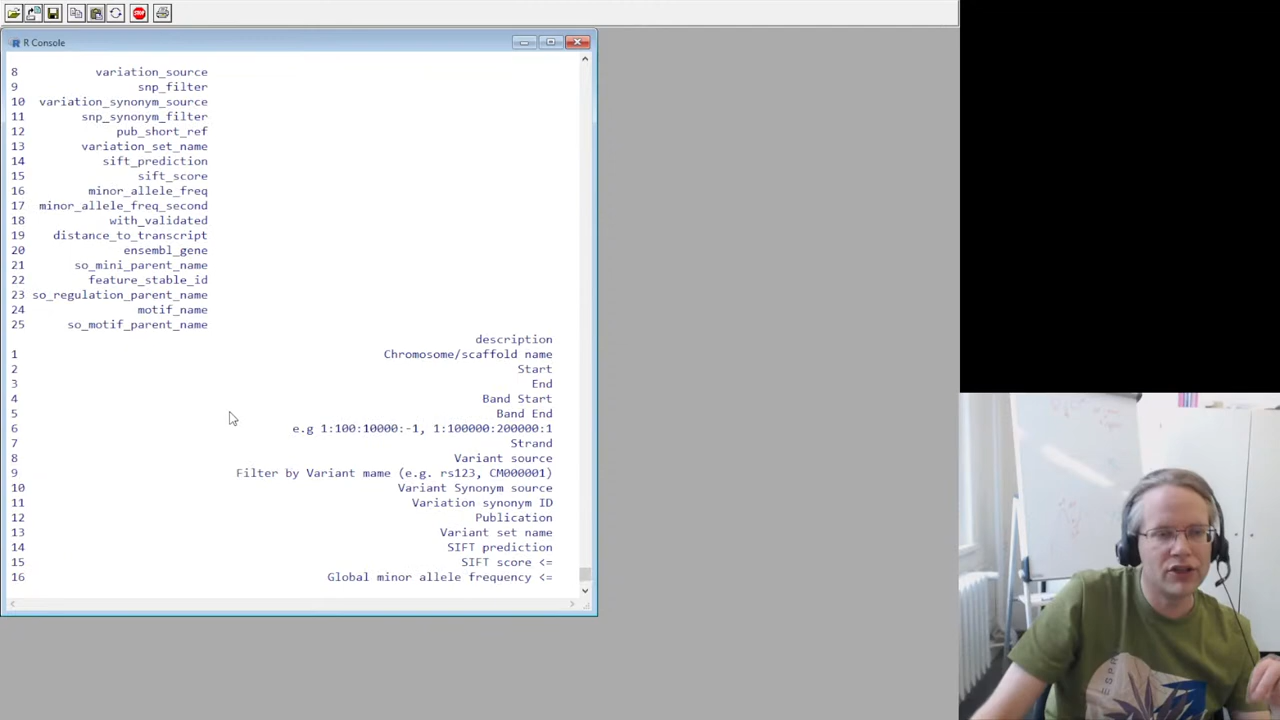 R Console
8 variation_source
9 snp_filter
10 variation_synonym_source
11 snp_synonym_filter
12 pub_short_ref
13 variation_set_name
14 sift_prediction
15 sift_score
16 minor_allele_freq
17 minor_allele_freq_second
18 with_validated
19 distance_to_transcript
20 ensembl_gene
21 so_mini_parent_name
22 feature_stable_id
23 so_regulation_parent_name
24 motif_name
25 so_motif_parent_name
description
1 Chromosome/scaffold name
2 Start
3 End
4 Band Start
5 Band End
6 e.g 1:100:10000:-1, 1:100000:200000:1
7 Strand
8 Variant source
9 Filter by Variant mame (e.g. rs123, CM000001)
10 Variant Synonym source
11 Variation synonym ID
12 Publication
13 Variant set name
14 SIFT prediction
15 SIFT score <=
16 Global minor allele frequency <=
STOP
ESPR